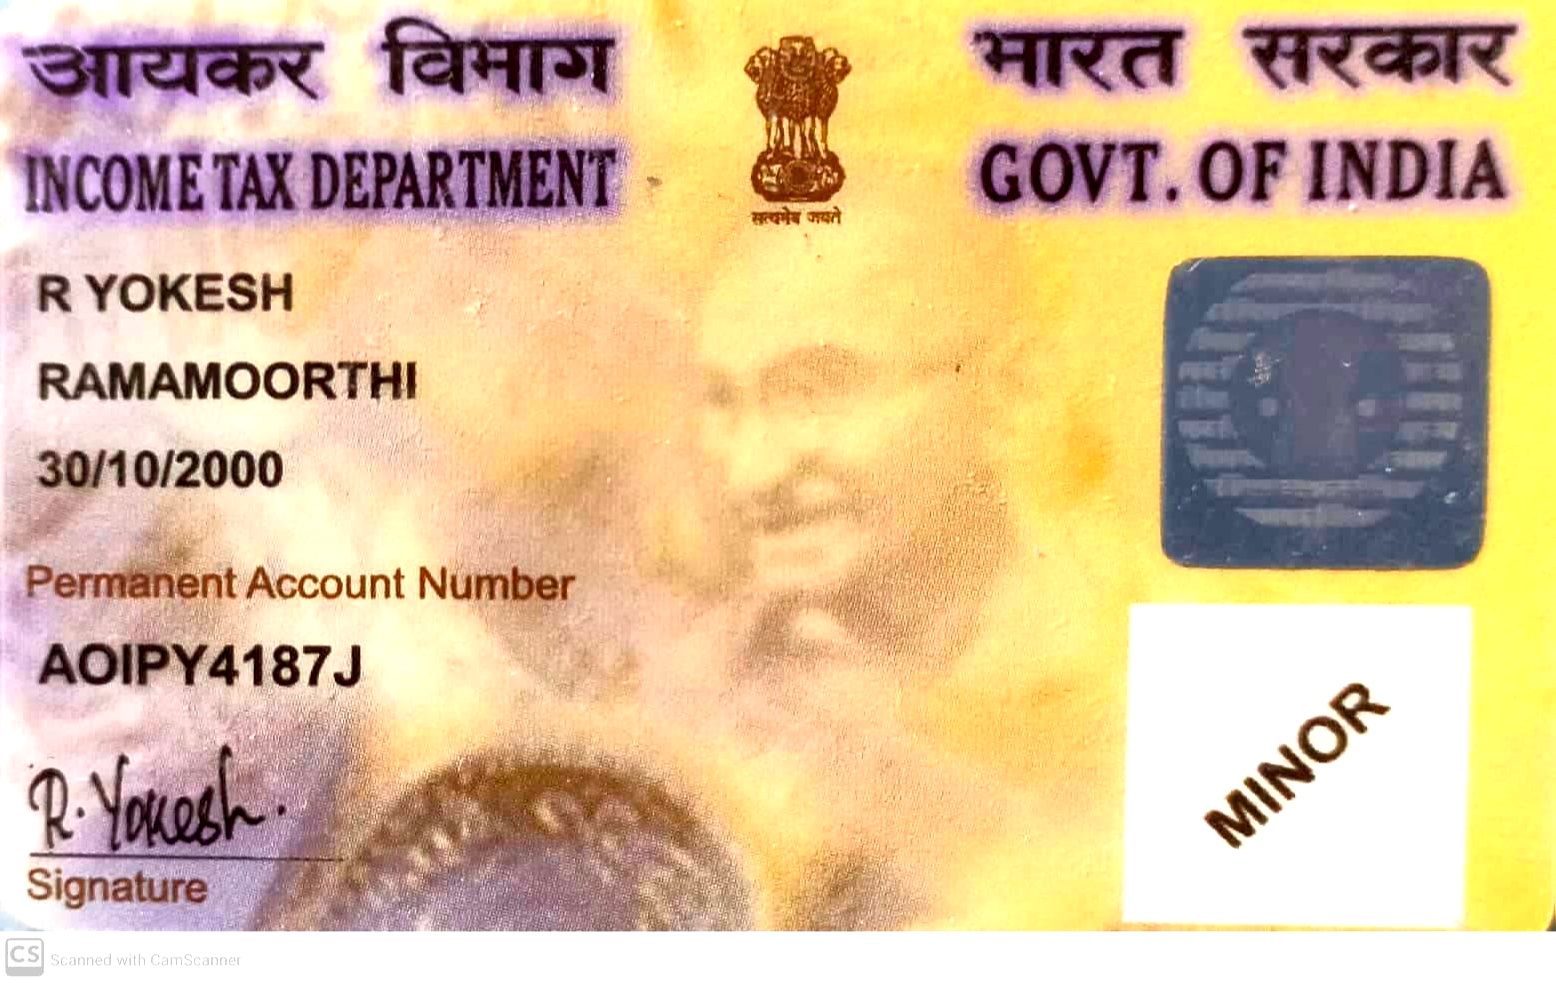 आयकर विभाग
भारत सरकार
INCOME TAX DEPARTMENT
GOVT. OF INDIA
सत्यमेव जयते
R YOKESH
RAMAMOORTHI
30/10/2000
Permanent Account Number
AOIPY4187J
R. Yokesh.
Signature
MINOR
CS Scanned with CamScanner